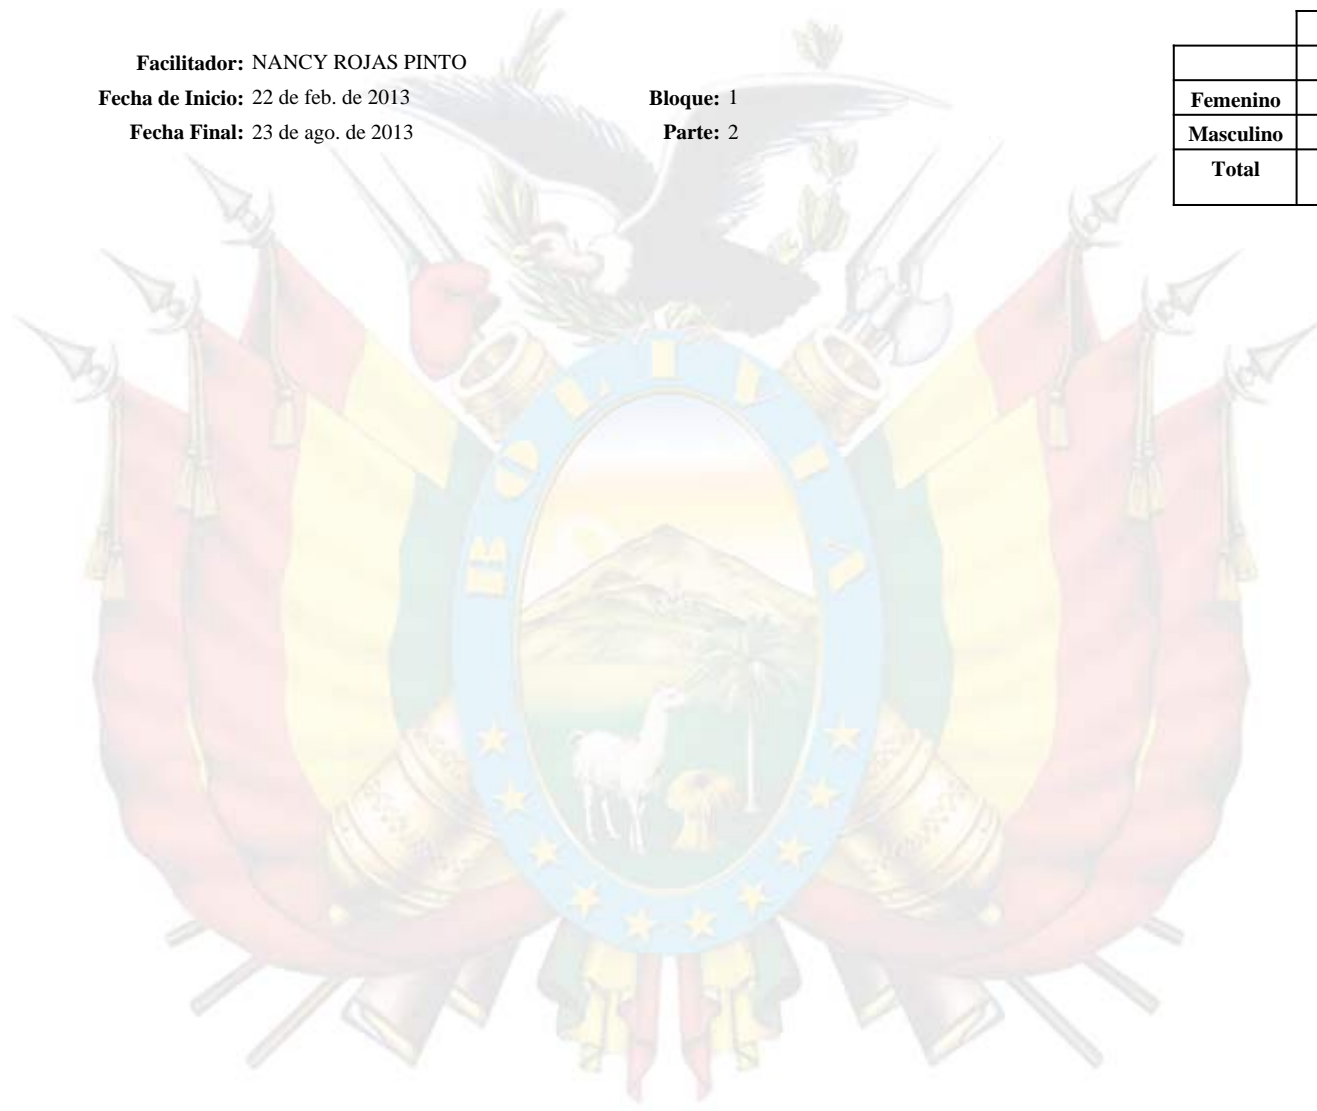 Facilitador: NANCY ROJAS PINTO
Fecha de Inicio: 22 de feb. de 2013 Bloque: 1
Fecha Final: 23 de ago. de 2013 Parte: 2
Femenino
Masculino
Total
BOLIVIA